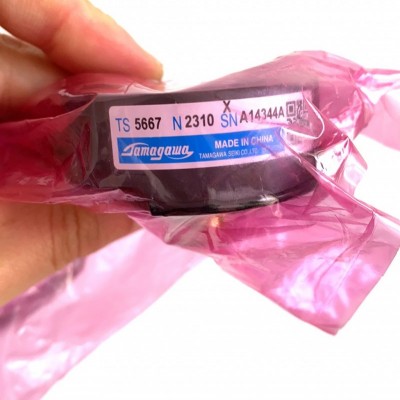 X
TS 5667 N 2310 SN A14344A
Tamagawa MADE IN CHINA
TAMAGAWA SEIKI CO.,LTD.